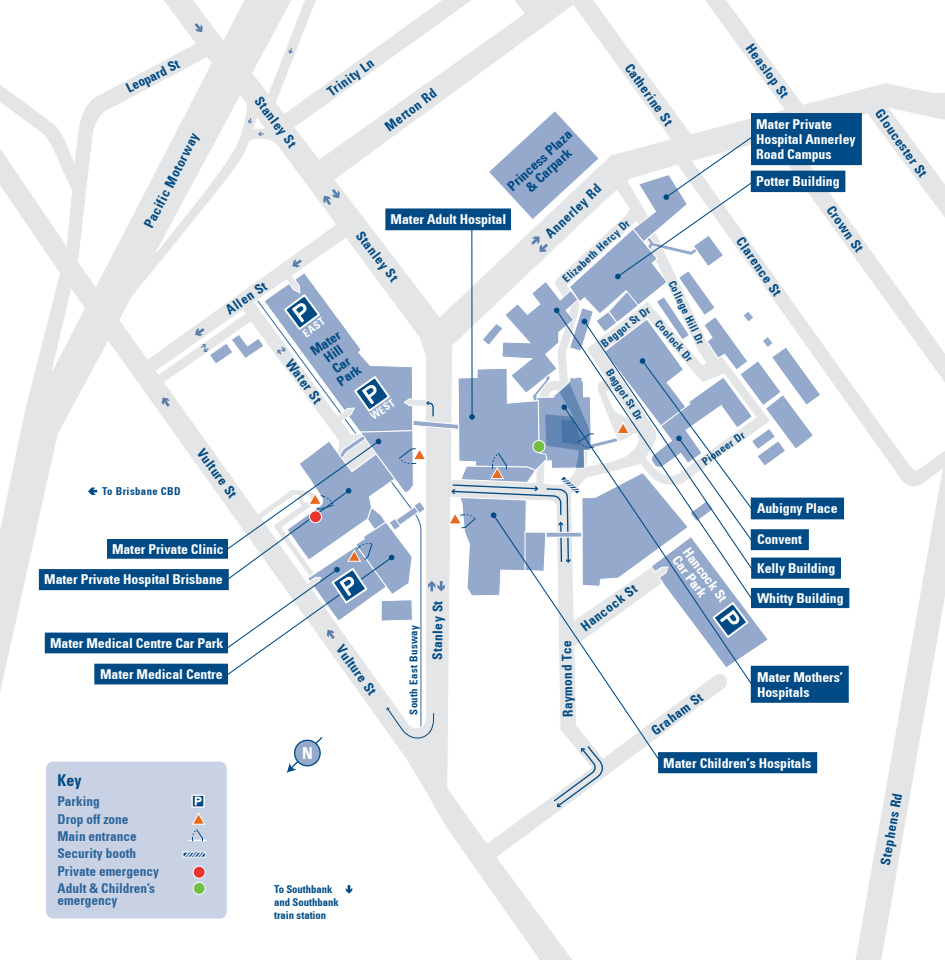 Leopard St
Trinity Ln
Stanley St
Merton Rd
Pacific Motorway
Catherine St
Heaslop St
Gloucester St
Mater Private
Hospital Annerley
Road Campus
Potter Building
Princess Plaza
& Carpark
Annerley Rd
Mater Adult Hospital
Elizabeth Hercy Dr
Crown St
Clarence St
Stanley St
Allen St
P
EAST
Mater
Hill
Car
Park
P
WEST
Water St
College Hill Dr
Coolock Dr
Baggot St Dr
Baggot St Dr
Pioneer Dr
Vulture St
To Brisbane CBD
Mater Private Clinic
Mater Private Hospital Brisbane
Mater Medical Centre Car Park
Mater Medical Centre
P
Aubigny Place
Convent
Kelly Building
Whitty Building
Hancock St
Car Park
P
Hancock St
Mater Mothers’
Hospitals
Stanley St
South East Busway
Vulture St
Raymond Tce
Graham St
Mater Children’s Hospitals
Stephens Rd
N
Key
Parking P
Drop off zone
Main entrance
Security booth
Private emergency
Adult & Children’s
emergency
To Southbank
and Southbank
train station